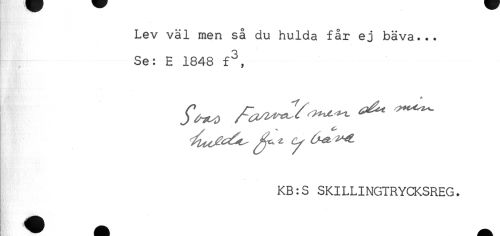 Lev väl men så du hulda får ej bäva...
Se: E 1848 f3,
Svas Farväl men du min
hulda får ej bäva
KB:S SKILLINGTRYCKSREG.